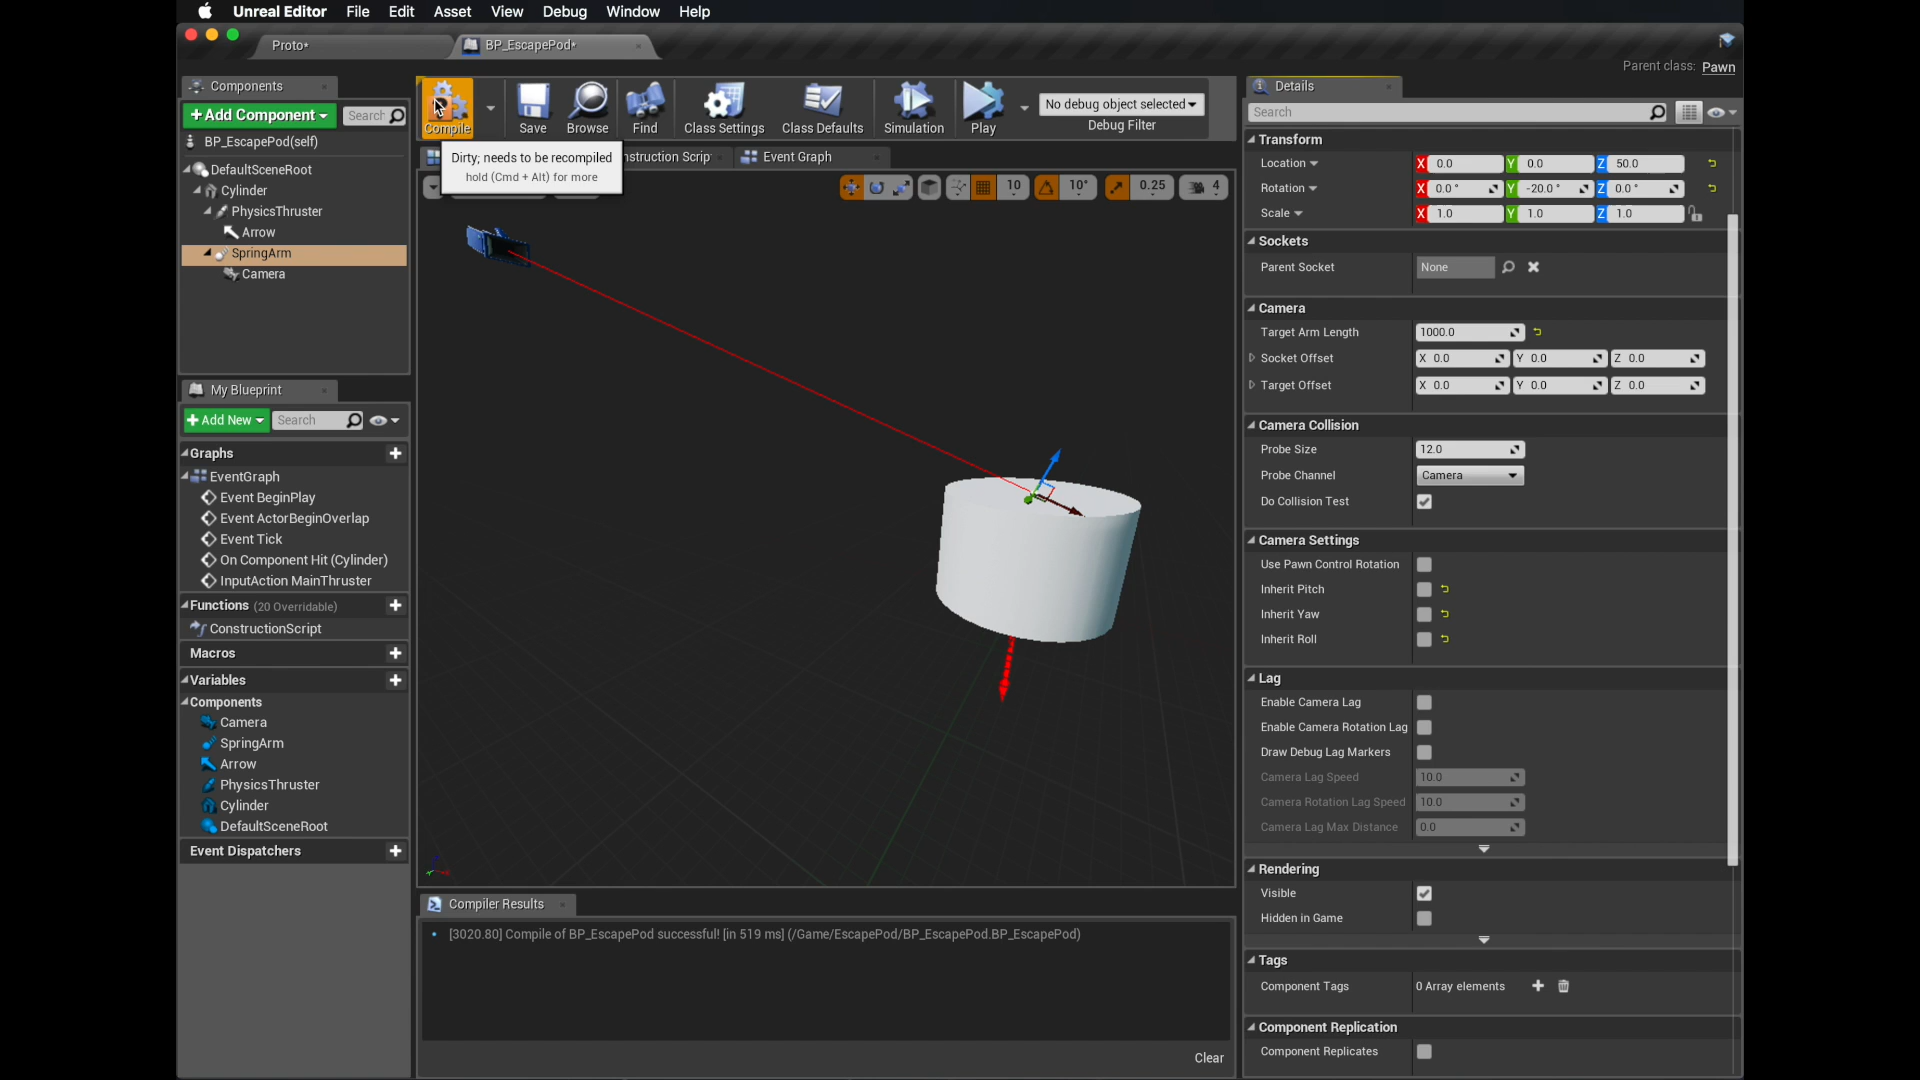 Unreal Editor File Edit Asset View Debug Window Help
Proto*
BP_EscapePod*
Parent class: Pawn
Components
+Add Component
Search
BP_EscapePod(self)
DefaultSceneRoot
Cylinder
PhysicsThruster
Arrow
SpringArm
Camera
My Blueprint
+Add New
Search
Graphs
EventGraph
Event BeginPlay
Event ActorBeginOverlap
Event Tick
On Component Hit (Cylinder)
InputAction MainThruster
Functions (20 Overridable)
ConstructionScript
Macros
Variables
Components
Camera
SpringArm
Arrow
PhysicsThruster
Cylinder
DefaultSceneRoot
Event Dispatchers
Compile
Save
Browse
Find
Class Settings
Class Defaults
Simulation
Play
No debug object selected
Debug Filter
Dirty; needs to be recompiled
hold (Cmd + Alt) for more
nstruction Scrip
Event Graph
10
10°
0.25
4
Compiler Results
[3020.80] Compile of BP_EscapePod successful! [in 519 ms] (/Game/EscapePod/BP_EscapePod.BP_EscapePod)
Clear
Details
Search
Transform
Location X 0.0 Y 0.0 Z 50.0
Rotation X 0.0 ° Y -20.0 ° Z 0.0 °
Scale X 1.0 Y 1.0 Z 1.0
Sockets
Parent Socket None
Camera
Target Arm Length 1000.0
Socket Offset X 0.0 Y 0.0 Z 0.0
Target Offset X 0.0 Y 0.0 Z 0.0
Camera Collision
Probe Size 12.0
Probe Channel Camera
Do Collision Test
Camera Settings
Use Pawn Control Rotation
Inherit Pitch
Inherit Yaw
Inherit Roll
Lag
Enable Camera Lag
Enable Camera Rotation Lag
Draw Debug Lag Markers
Camera Lag Speed 10.0
Camera Rotation Lag Speed 10.0
Camera Lag Max Distance 0.0
Rendering
Visible
Hidden in Game
Tags
Component Tags 0 Array elements
Component Replication
Component Replicates